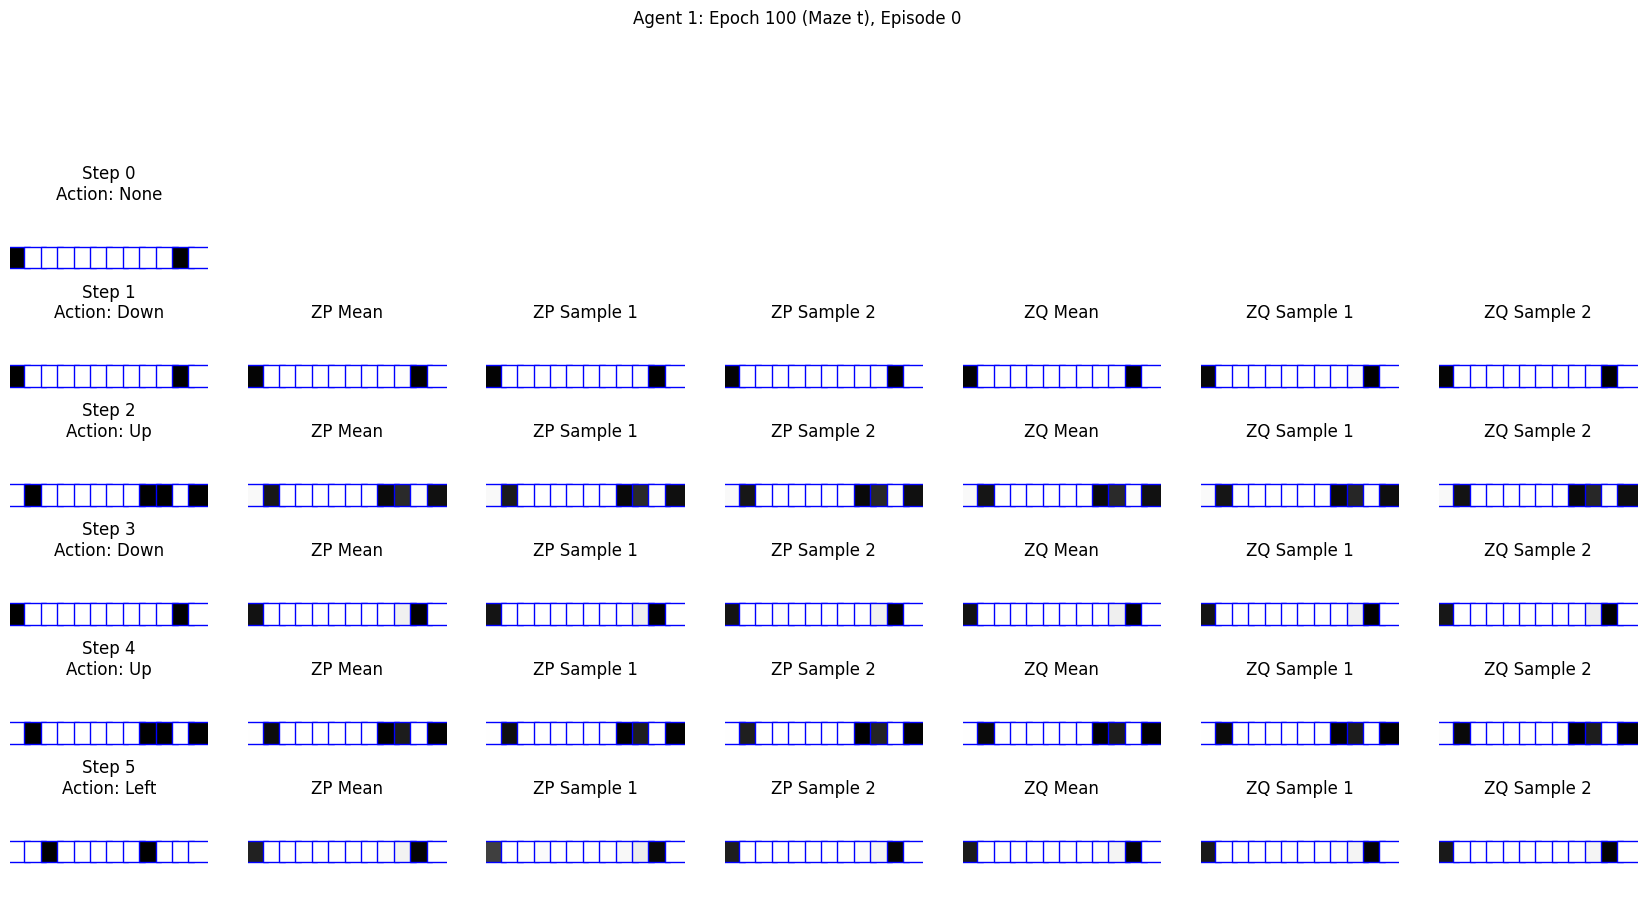 Agent 1: Epoch 100 (Maze t), Episode 0
Step 0
Action: None
Step 1
Action: Down
ZP Mean
ZP Sample 1
ZP Sample 2
ZQ Mean
ZQ Sample 1
ZQ Sample 2
Step 2
Action: Up
ZP Mean
ZP Sample 1
ZP Sample 2
ZQ Mean
ZQ Sample 1
ZQ Sample 2
Step 3
Action: Down
ZP Mean
ZP Sample 1
ZP Sample 2
ZQ Mean
ZQ Sample 1
ZQ Sample 2
Step 4
Action: Up
ZP Mean
ZP Sample 1
ZP Sample 2
ZQ Mean
ZQ Sample 1
ZQ Sample 2
Step 5
Action: Left
ZP Mean
ZP Sample 1
ZP Sample 2
ZQ Mean
ZQ Sample 1
ZQ Sample 2